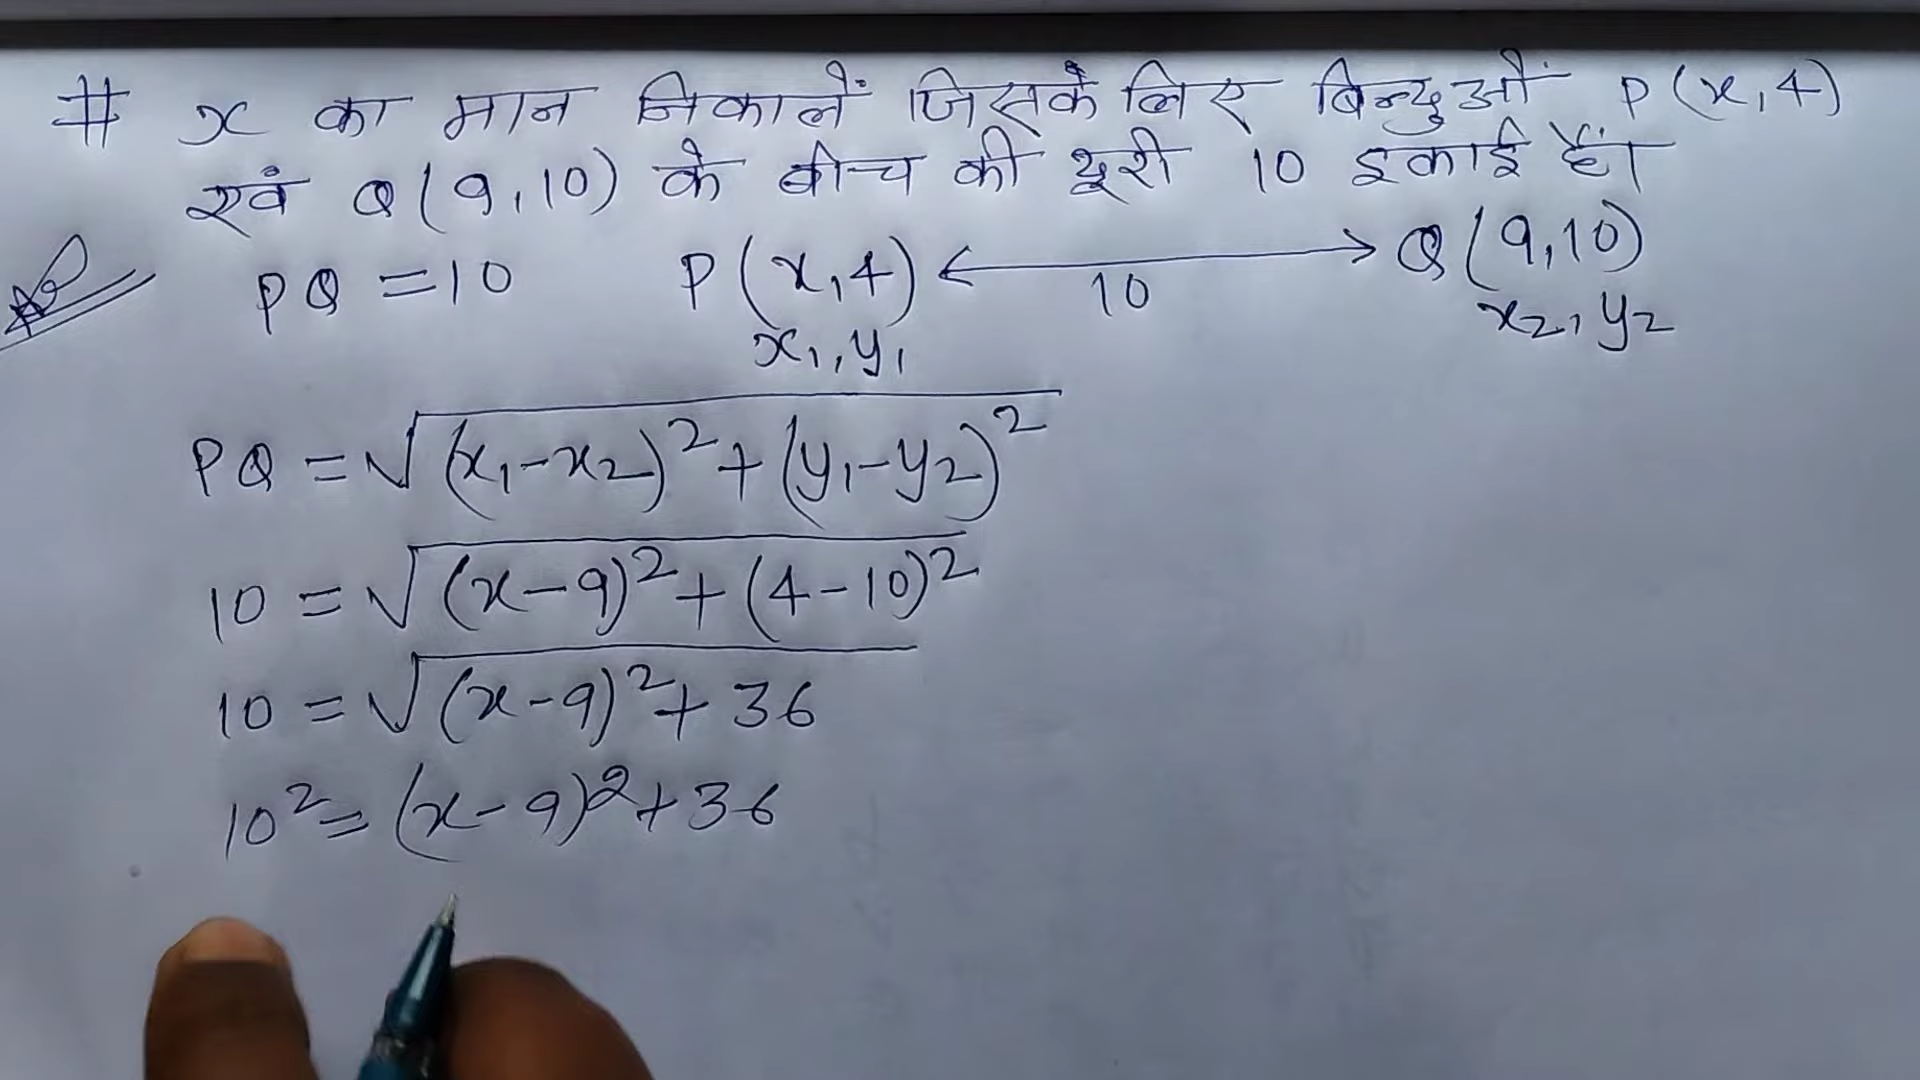 # x का मान निकालें जिसके लिए बिन्दुओं P(x,4)
एवं Q(9,10) के बीच की दूरी 10 इकाई हैं।
PQ = 10 P(x,4) ⟵⟶ Q(9,10)
10
x₁,y₁ x₂,y₂
PQ = √(x₁-x₂)²+(y₁-y₂)²
10 = √(x-9)²+(4-10)²
10 = √(x-9)²+36
10² = (x-9)²+36